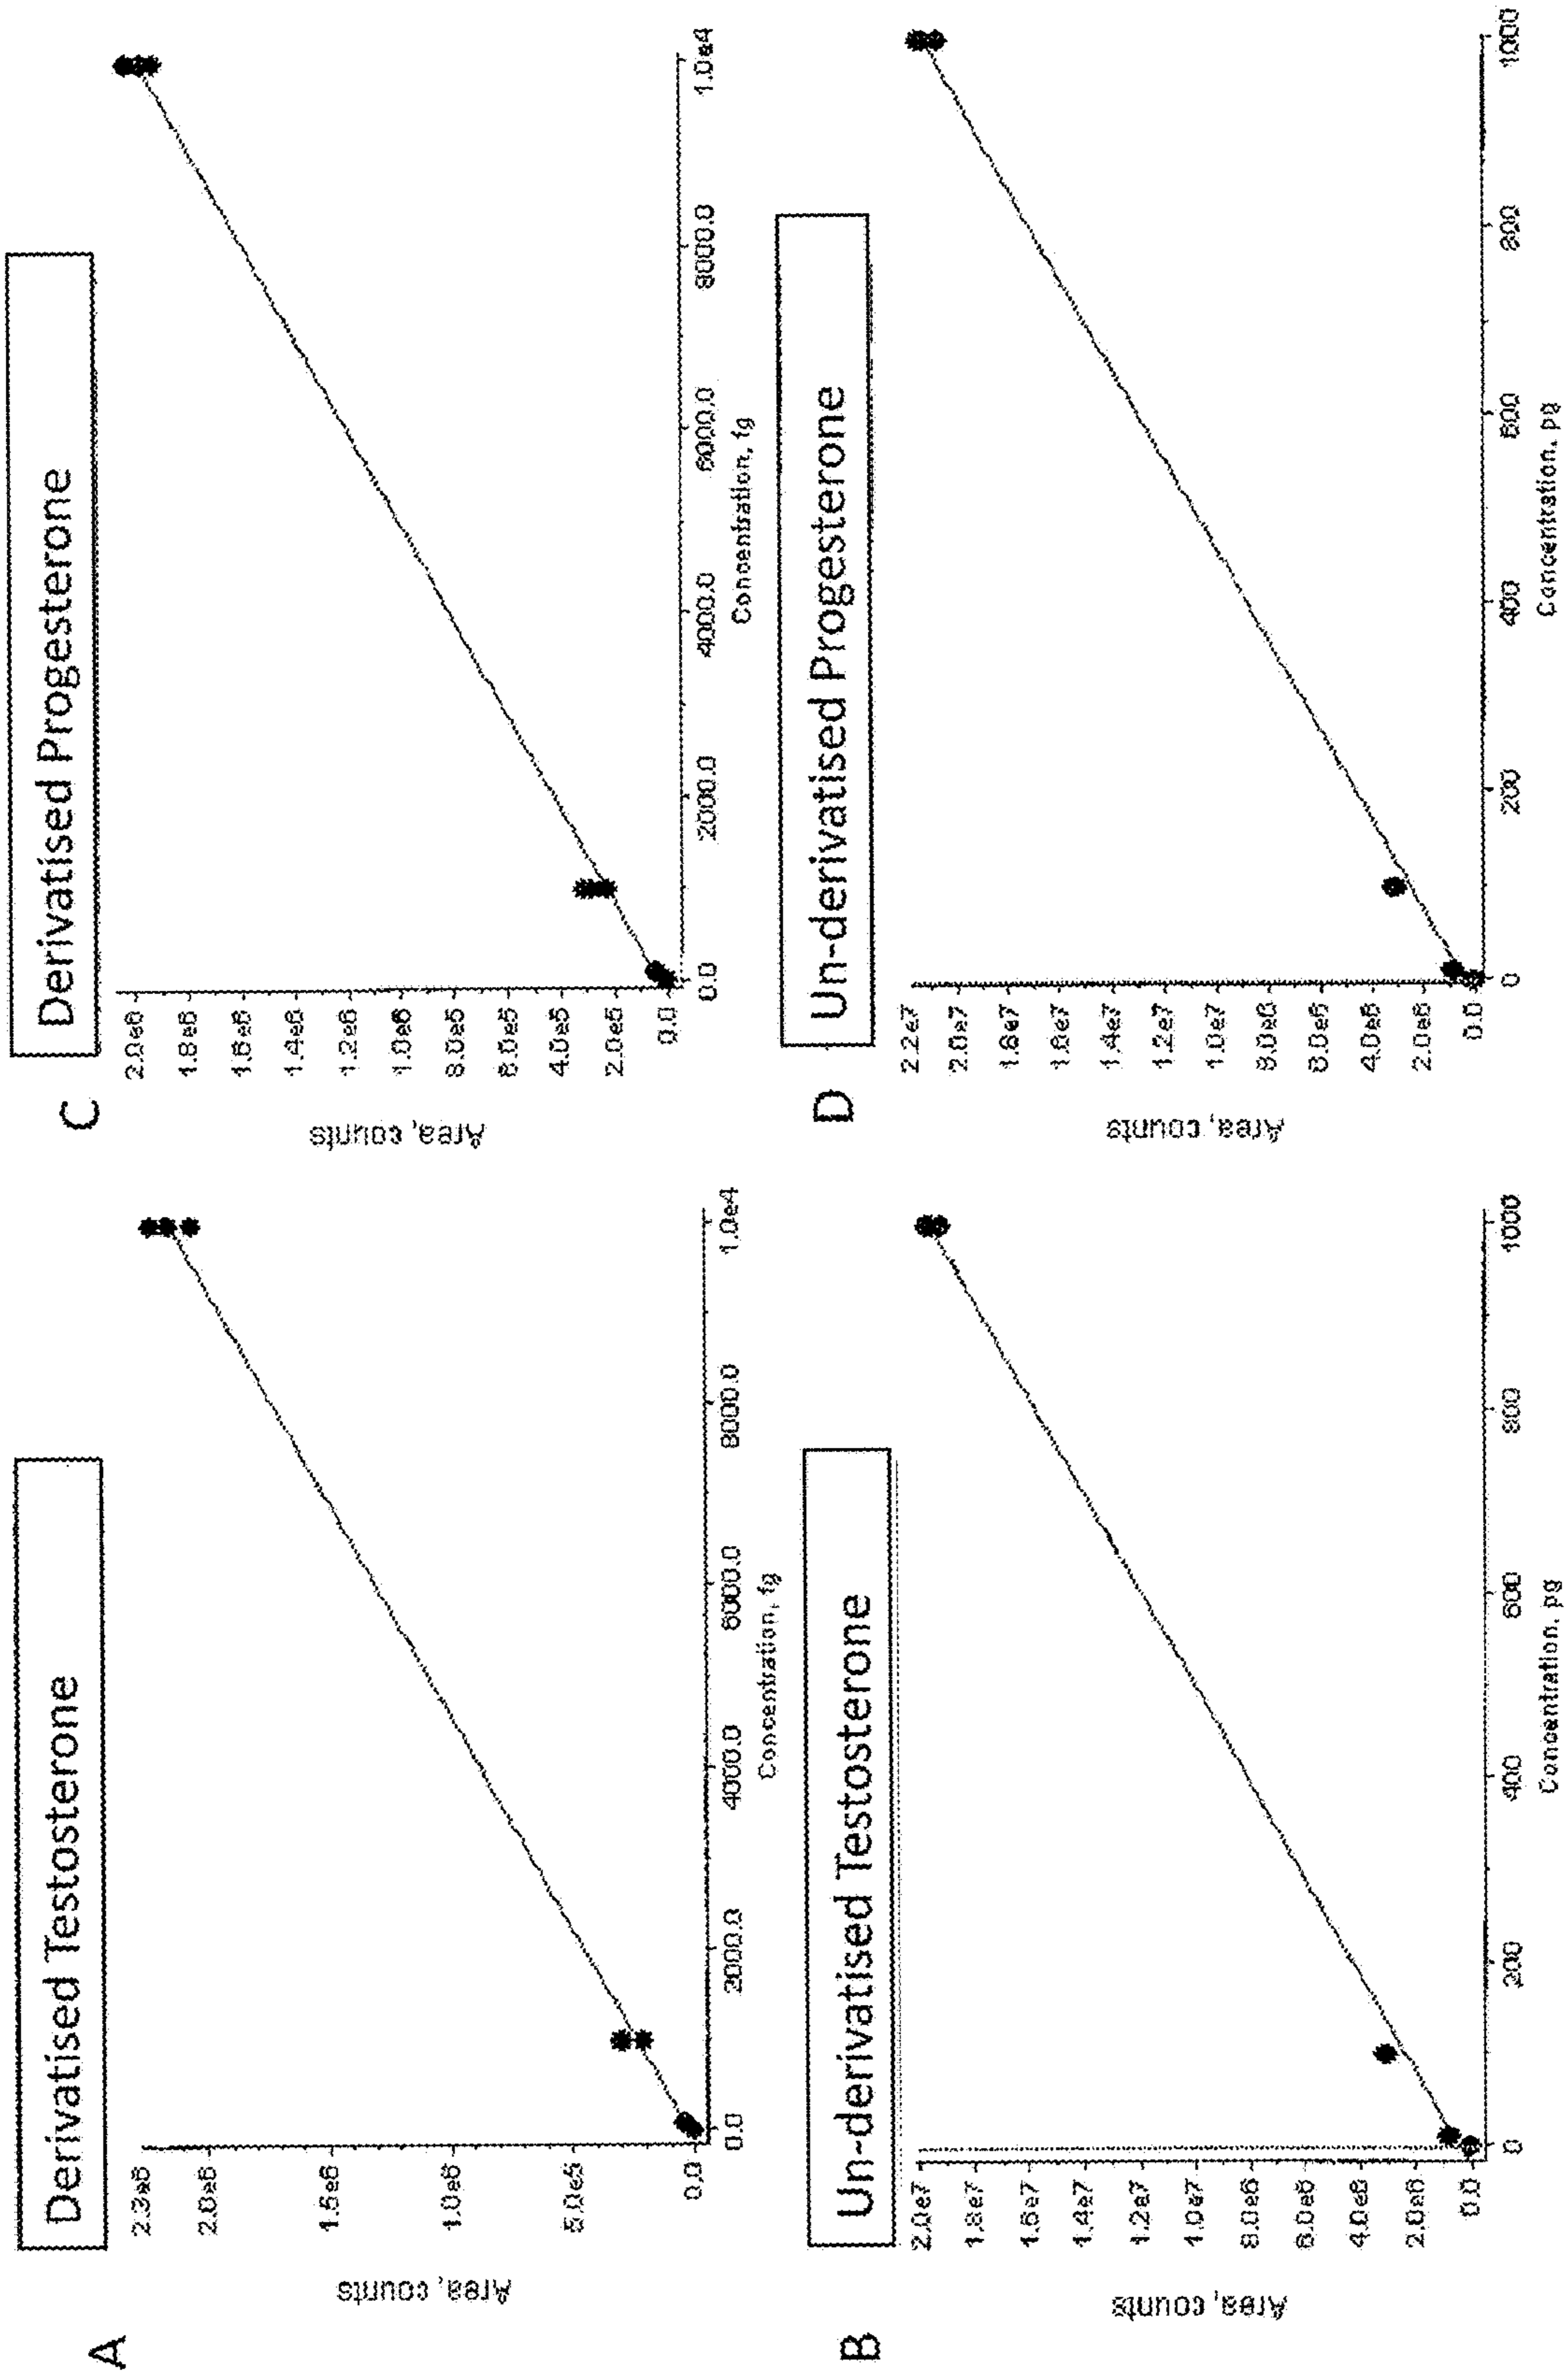 A
Derivatised Testosterone
Area, counts
2.3e6
2.0e6
1.5e6
1.0e6
5.0e5
0.0
0.0
2000.0
4000.0
6000.0
8000.0
1.0e4
Concentration, fg
B
Un-derivatised Testosterone
Area, counts
2.0e7
1.8e7
1.6e7
1.4e7
1.2e7
1.0e7
8.0e6
6.0e6
4.0e6
2.0e6
0.0
0
200
400
600
800
1000
Concentration, pg
C
Derivatised Progesterone
Area, counts
2.0e6
1.8e6
1.6e6
1.4e6
1.2e6
1.0e6
8.0e5
6.0e5
4.0e5
2.0e5
0.0
0.0
2000.0
4000.0
6000.0
8000.0
1.0e4
Concentration, fg
D
Un-derivatised Progesterone
Area, counts
2.2e7
2.0e7
1.8e7
1.6e7
1.4e7
1.2e7
1.0e7
8.0e6
6.0e6
4.0e6
2.0e6
0.0
0
200
400
600
800
1000
Concentration, pg